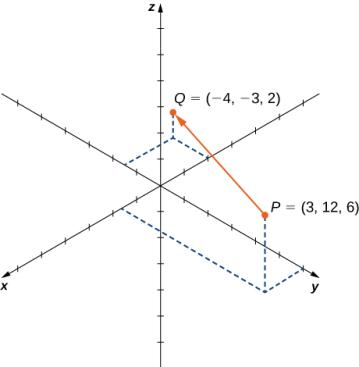 z
Q = (−4, −3, 2)
P = (3, 12, 6)
x
y